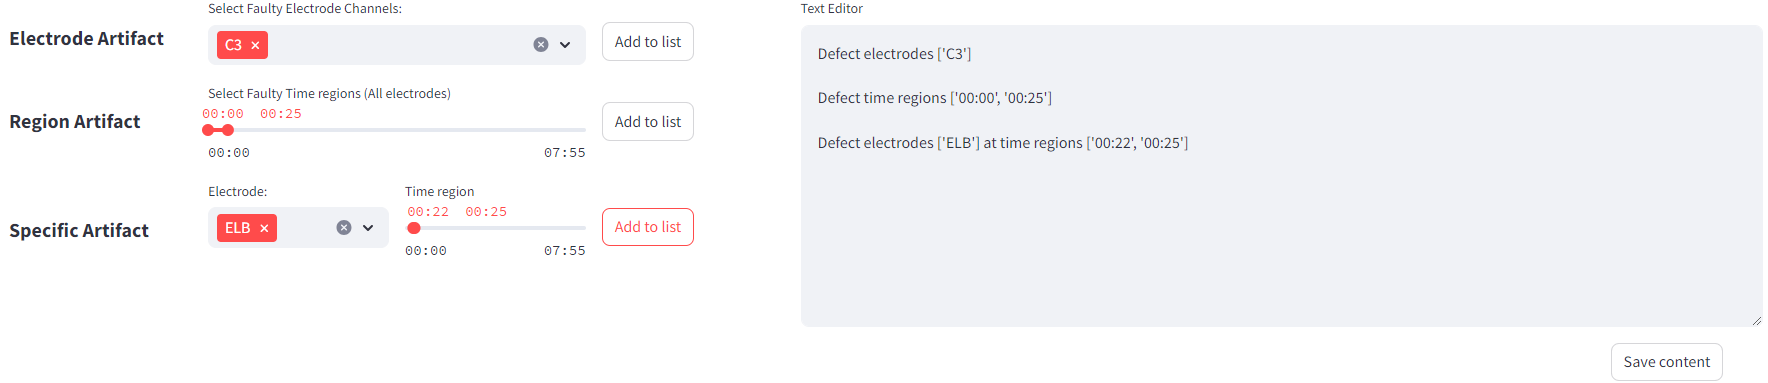 Select Faulty Electrode Channels:
Electrode Artifact
C3 ×
Add to list
Select Faulty Time regions (All electrodes)
00:00 00:25
Region Artifact
Add to list
00:00 07:55
Electrode:
Time region
00:22 00:25
Specific Artifact
ELB ×
Add to list
00:00 07:55
Text Editor
Defect electrodes ['C3']
Defect time regions ['00:00', '00:25']
Defect electrodes ['ELB'] at time regions ['00:22', '00:25']
Save content